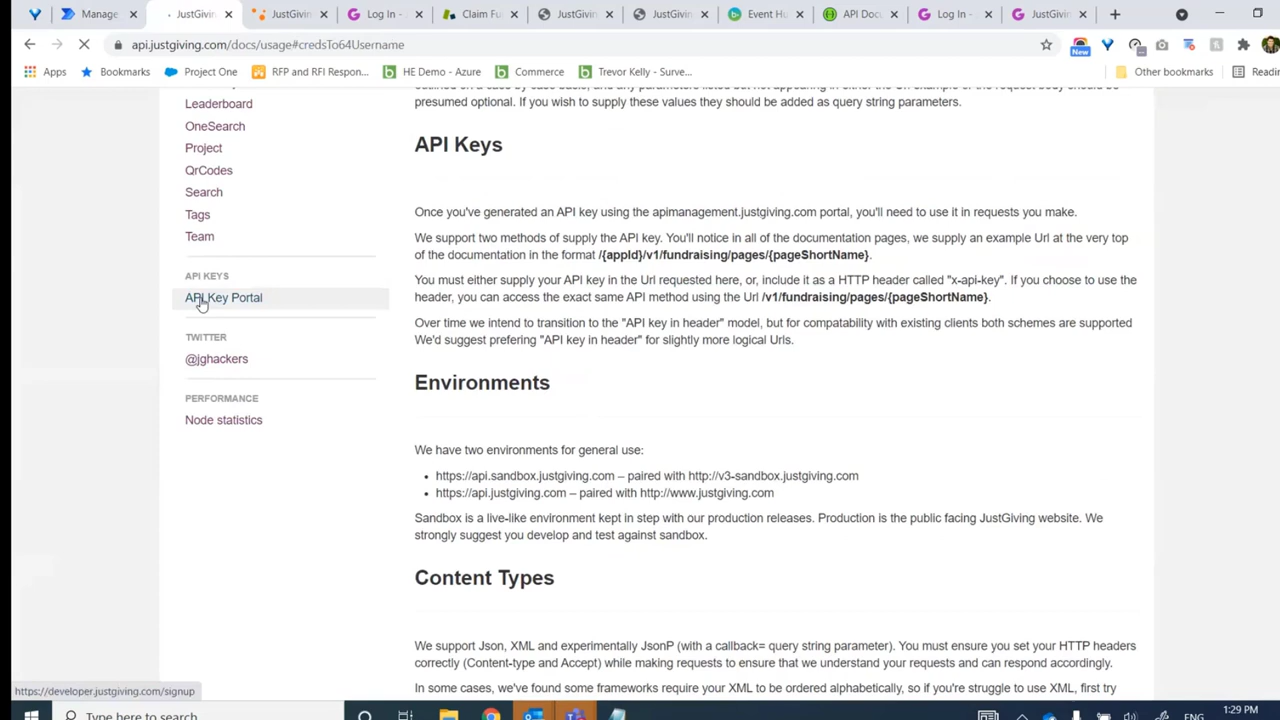 Manage
JustGiving
JustGivin
Log In -
Claim Fu
JustGivin
JustGivin
Event Hu
API Doc
Log In -
JustGivin
api.justgiving.com/docs/usage#credsTo64Username
New
Apps
Bookmarks
Project One
RFP and RFI Respon...
HE Demo - Azure
Commerce
Trevor Kelly - Surve...
Other bookmarks
Leaderboard
OneSearch
Project
QrCodes
Search
Tags
Team
API KEYS
API Key Portal
TWITTER
@jghackers
PERFORMANCE
Node statistics
presumed optional. If you wish to supply these values they should be added as query string parameters.
API Keys
Once you've generated an API key using the apimanagement.justgiving.com portal, you'll need to use it in requests you make.
We support two methods of supply the API key. You'll notice in all of the documentation pages, we supply an example Url at the very top
of the documentation in the format /{appId}/v1/fundraising/pages/{pageShortName}.
You must either supply your API key in the Url requested here, or, include it as a HTTP header called "x-api-key". If you choose to use the
header, you can access the exact same API method using the Url /v1/fundraising/pages/{pageShortName}.
Over time we intend to transition to the "API key in header" model, but for compatability with existing clients both schemes are supported
We'd suggest prefering "API key in header" for slightly more logical Urls.
Environments
We have two environments for general use:
• https://api.sandbox.justgiving.com – paired with http://v3-sandbox.justgiving.com
• https://api.justgiving.com – paired with http://www.justgiving.com
Sandbox is a live-like environment kept in step with our production releases. Production is the public facing JustGiving website. We
strongly suggest you develop and test against sandbox.
Content Types
We support Json, XML and experimentally JsonP (with a callback= query string parameter). You must ensure you set your HTTP headers
correctly (Content-type and Accept) while making requests to ensure that we understand your requests and can respond accordingly.
In some cases, we've found some frameworks require your XML to be ordered alphabetically, so if you're struggle to use XML, first try
https://developer.justgiving.com/signup
Type here to search
ENG
1:29 PM